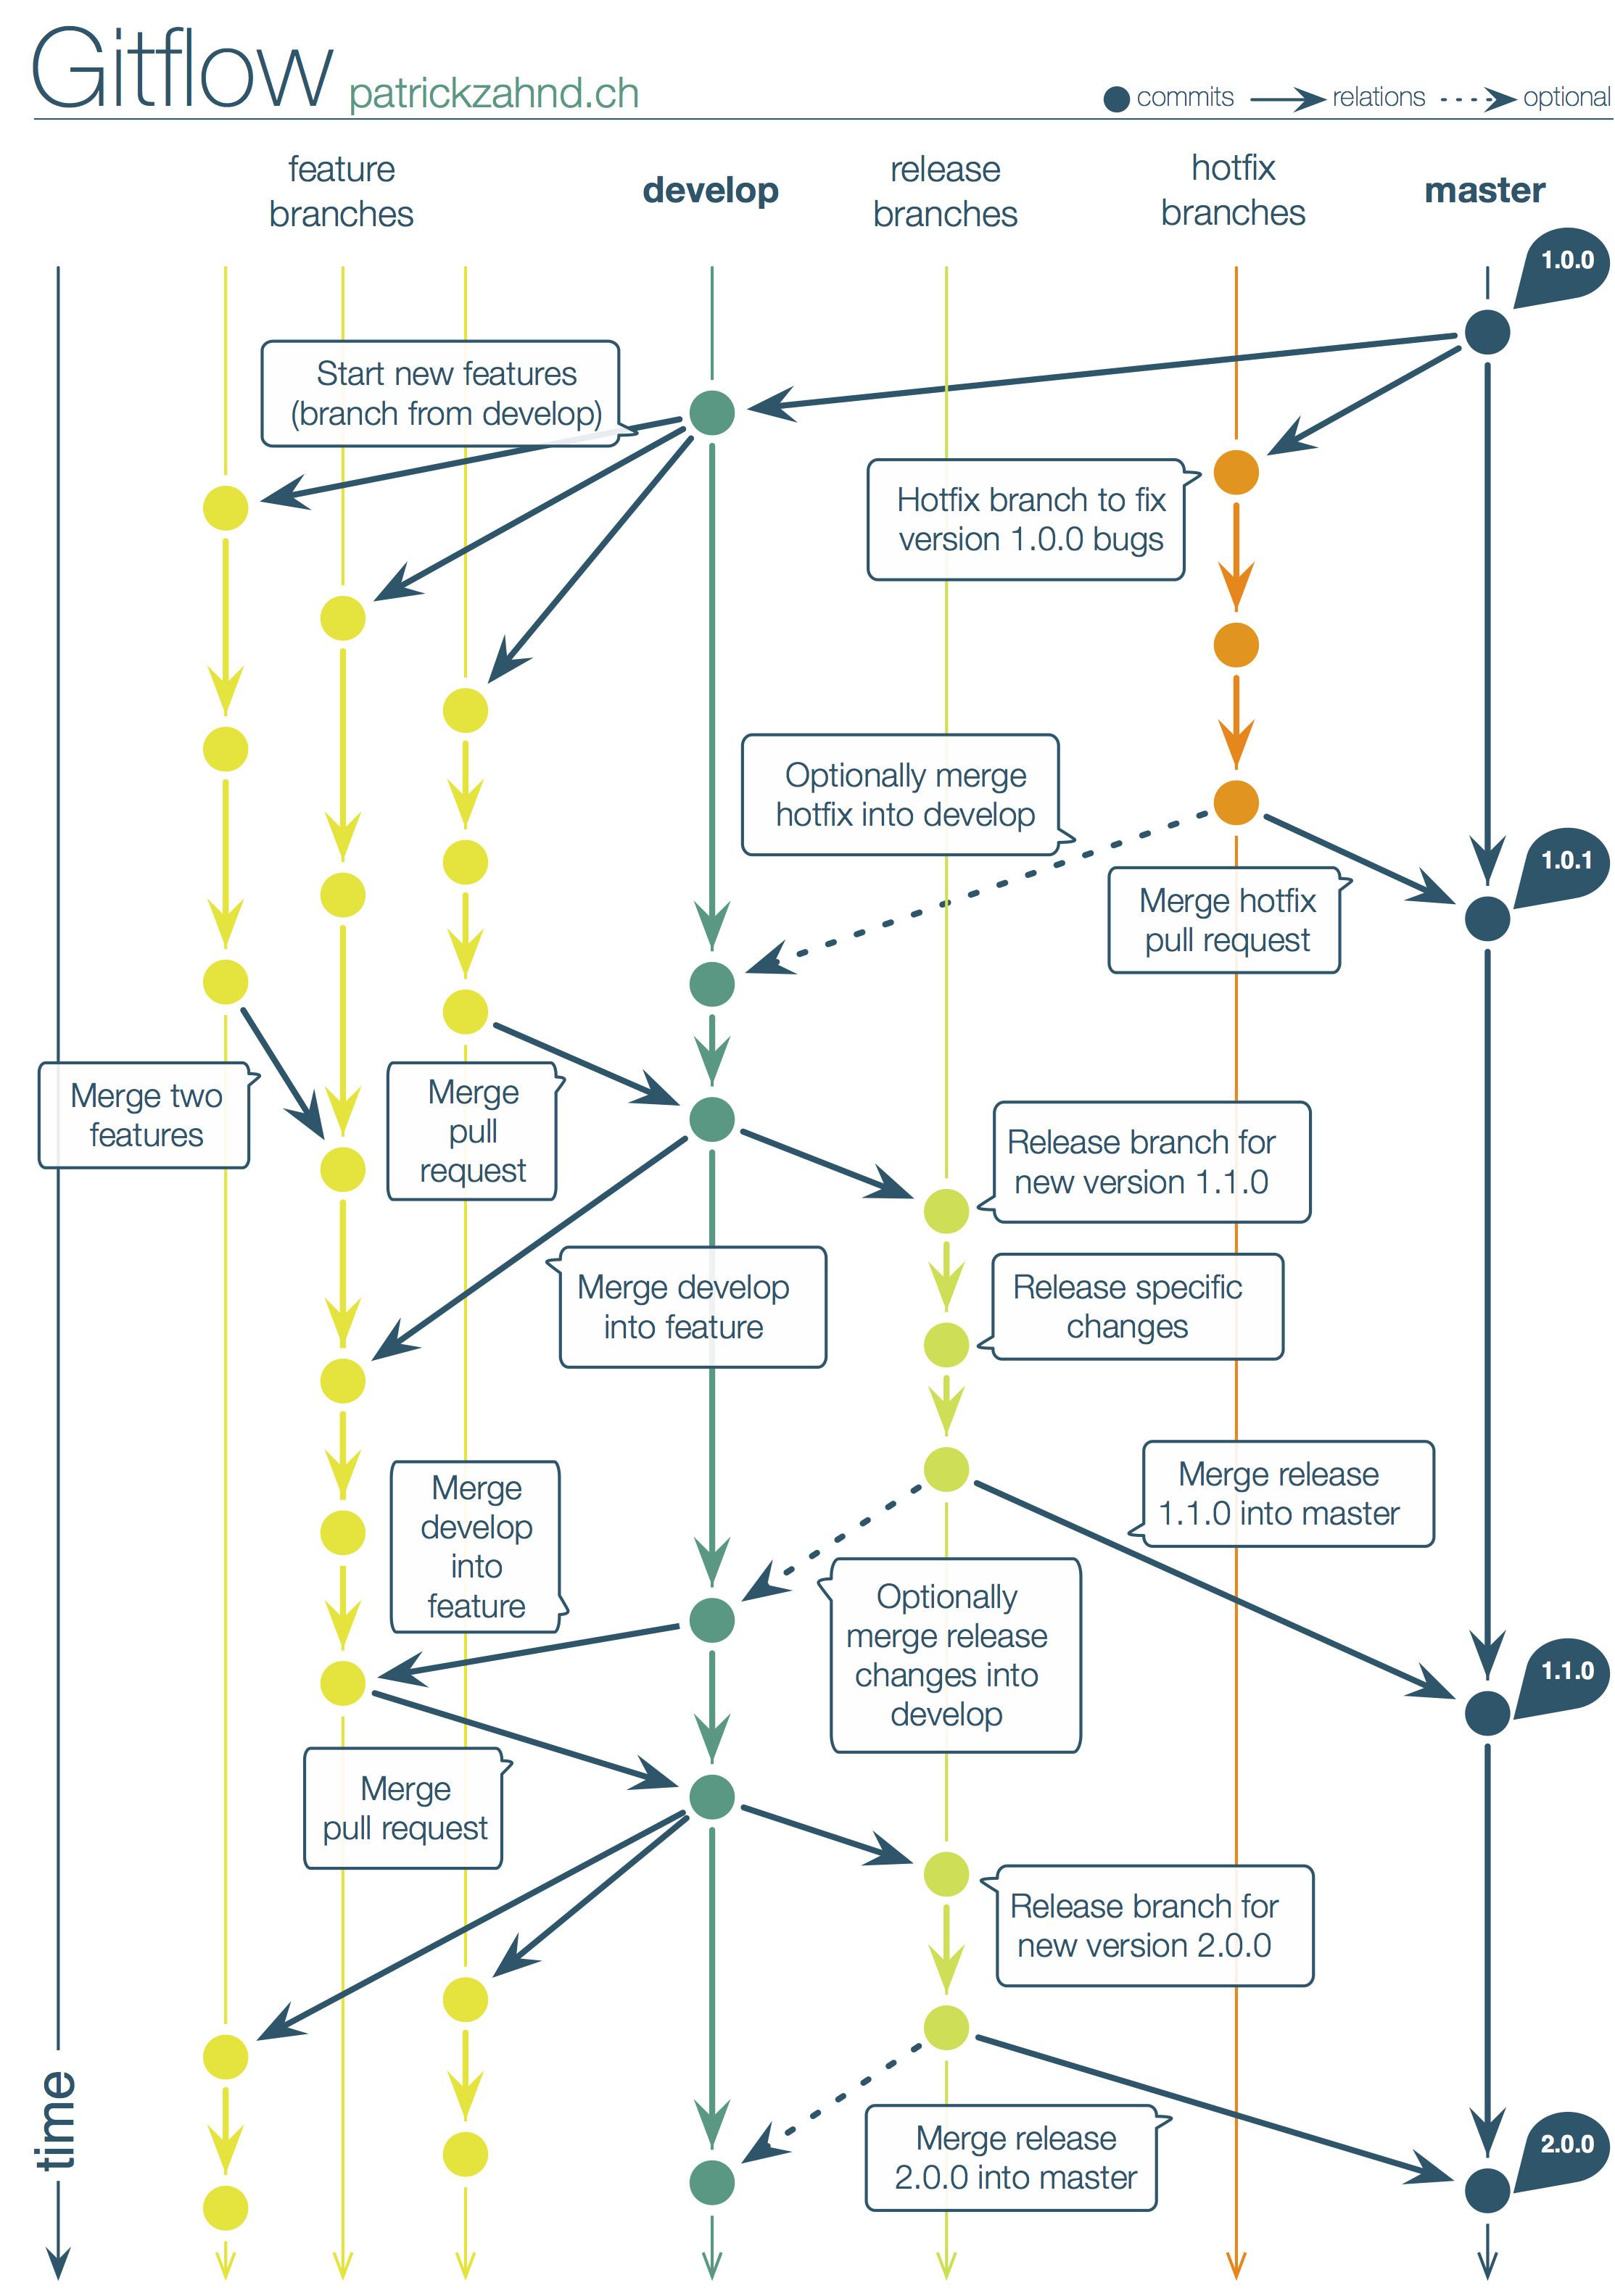 Gitflow patrickzahnd.ch
commits relations optional
feature
branches
develop
release
branches
hotfix
branches
master
1.0.0
Start new features
(branch from develop)
Hotfix branch to fix
version 1.0.0 bugs
Optionally merge
hotfix into develop
1.0.1
Merge hotfix
pull request
Merge two
features
Merge
pull
request
Release branch for
new version 1.1.0
Merge develop
into feature
Release specific
changes
Merge
develop
into
feature
Merge release
1.1.0 into master
Optionally
merge release
changes into
develop
1.1.0
Merge
pull request
Release branch for
new version 2.0.0
time
Merge release
2.0.0 into master
2.0.0